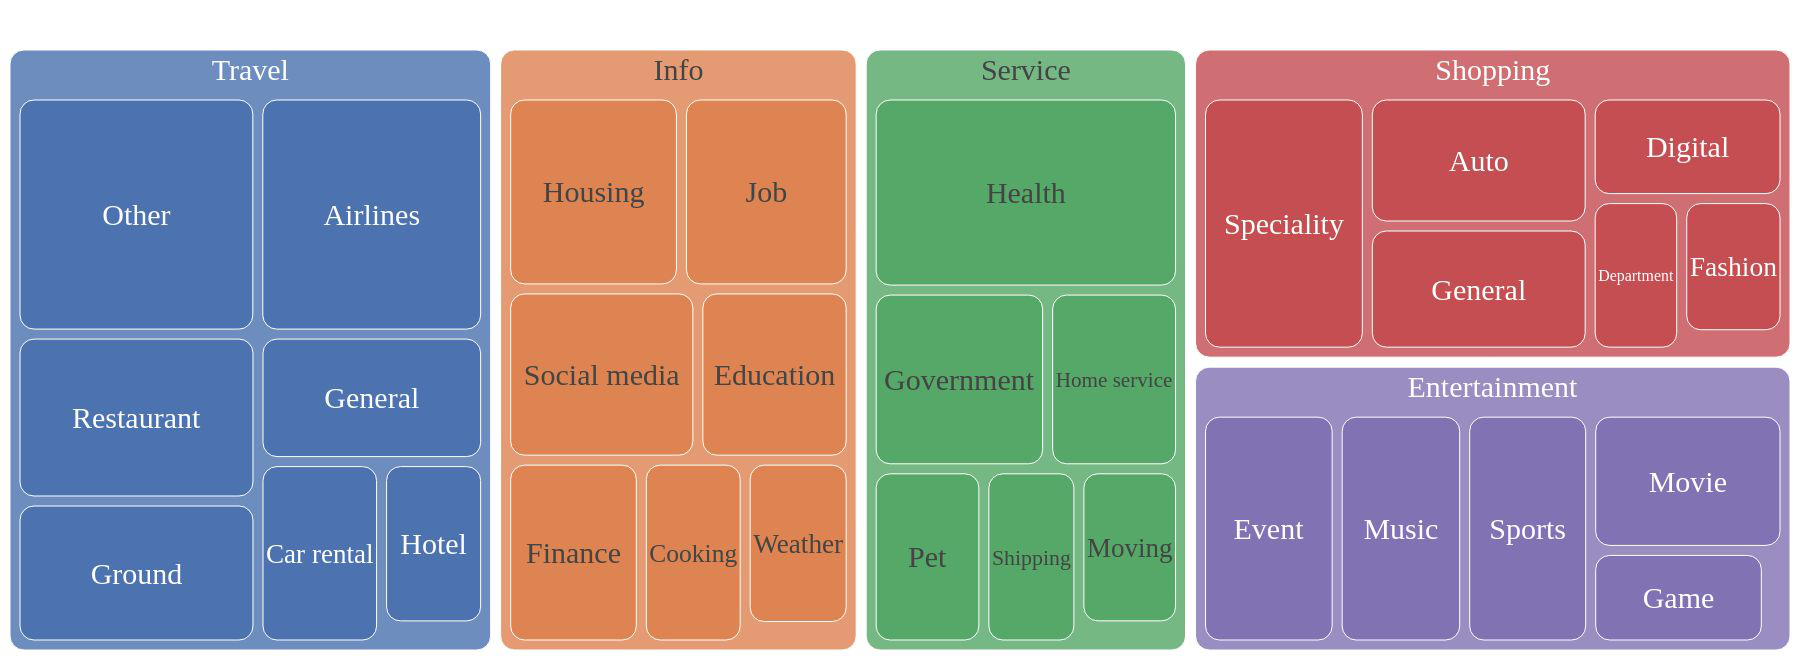 Travel
Other
Airlines
Restaurant
General
Ground
Car rental
Hotel
Info
Housing
Job
Social media
Education
Finance
Cooking
Weather
Service
Health
Government
Home service
Pet
Shipping
Moving
Shopping
Speciality
Auto
Digital
General
Department
Fashion
Entertainment
Event
Music
Sports
Movie
Game